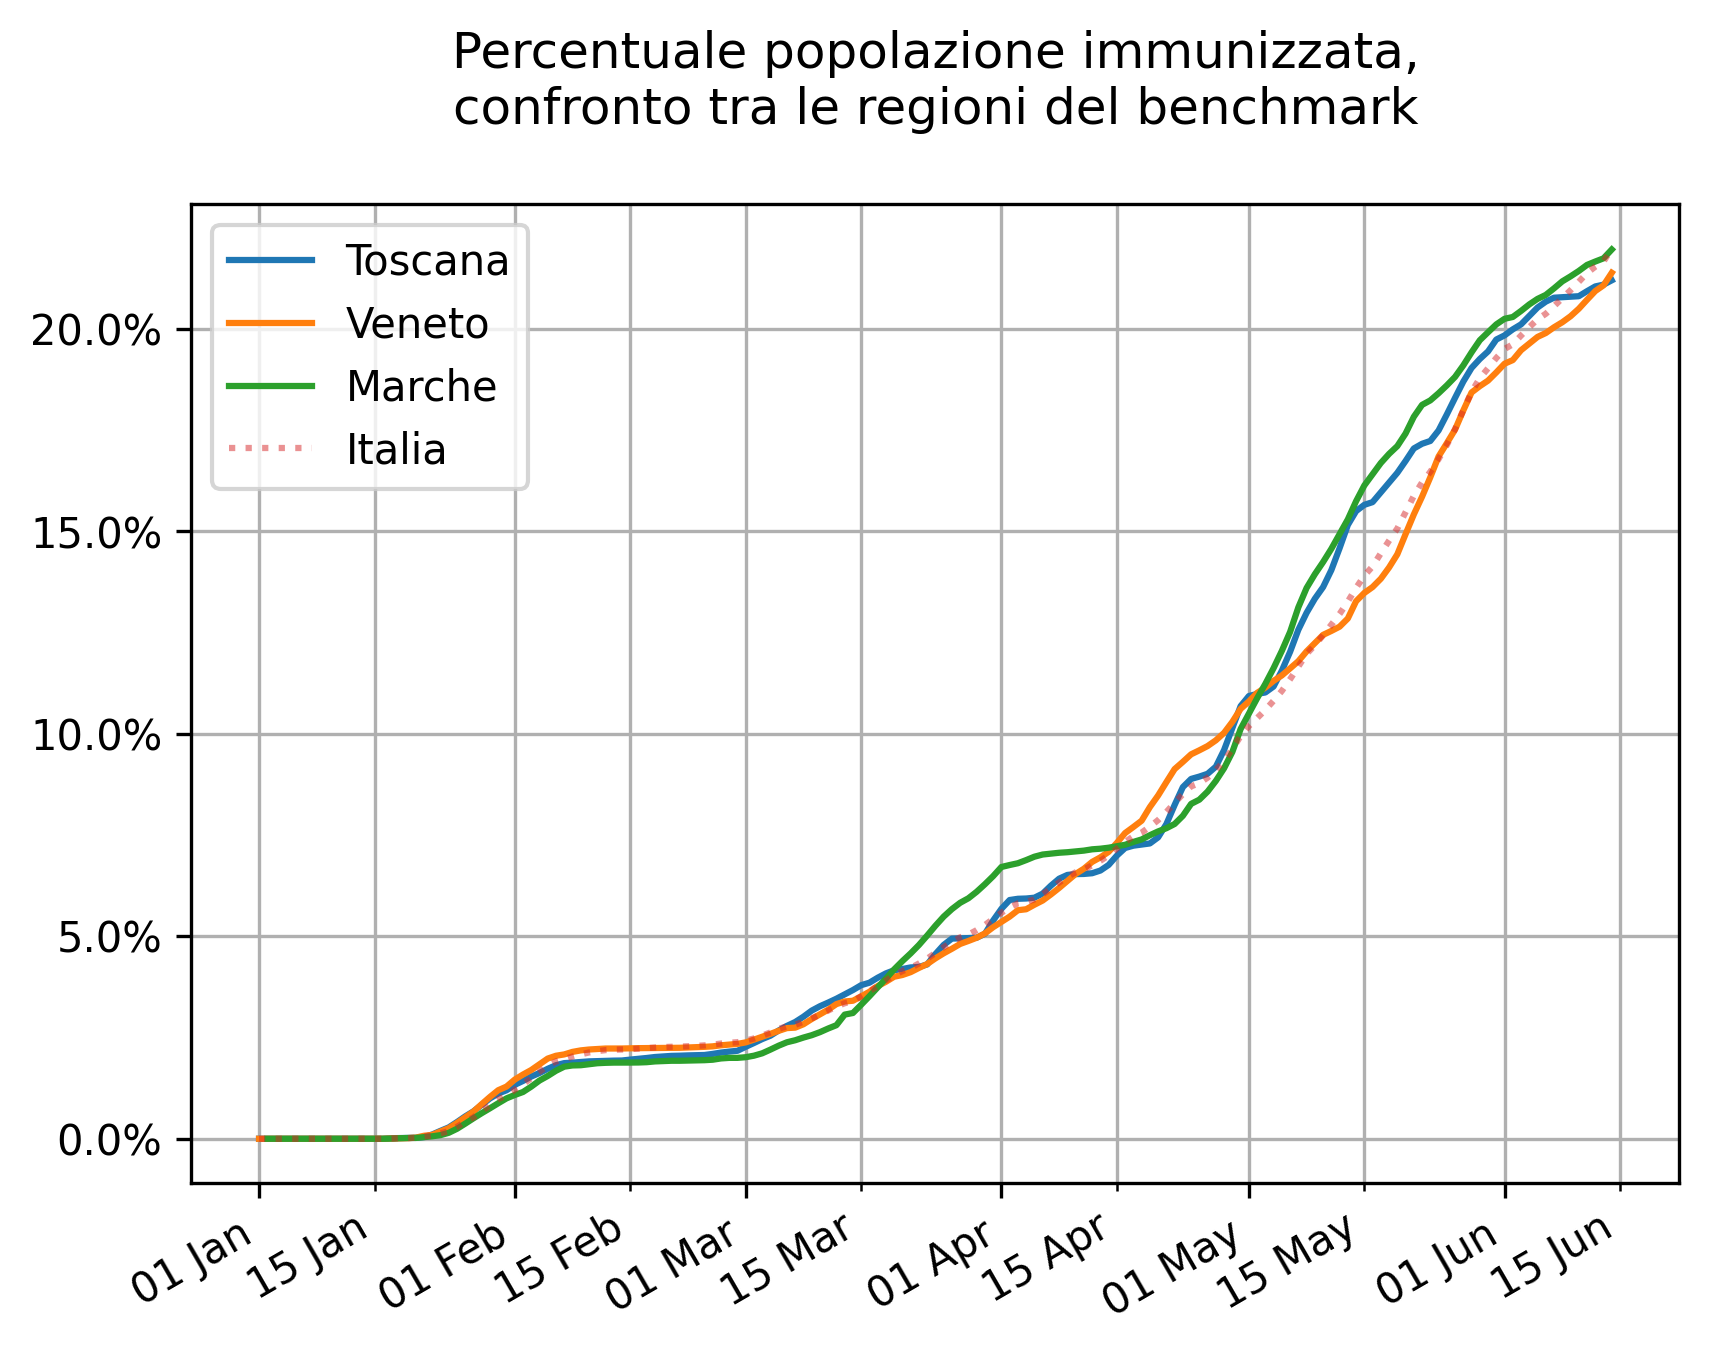 Percentuale popolazione immunizzata,
confronto tra le regioni del benchmark
Toscana
Veneto
Marche
Italia
20.0%
15.0%
10.0%
5.0%
0.0%
01 Jan
15 Jan
01 Feb
15 Feb
01 Mar
15 Mar
01 Apr
15 Apr
01 May
15 May
01 Jun
15 Jun